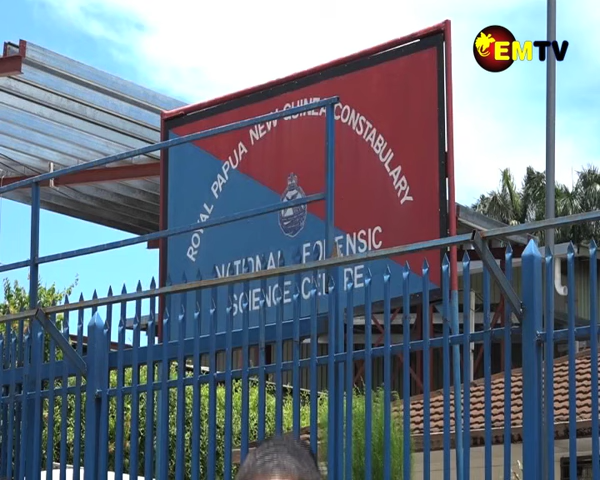 EMTV
ROYAL PAPUA NEW GUINEA CONSTABULARY
NATIONAL FORENSIC
SCIENCE CENTRE